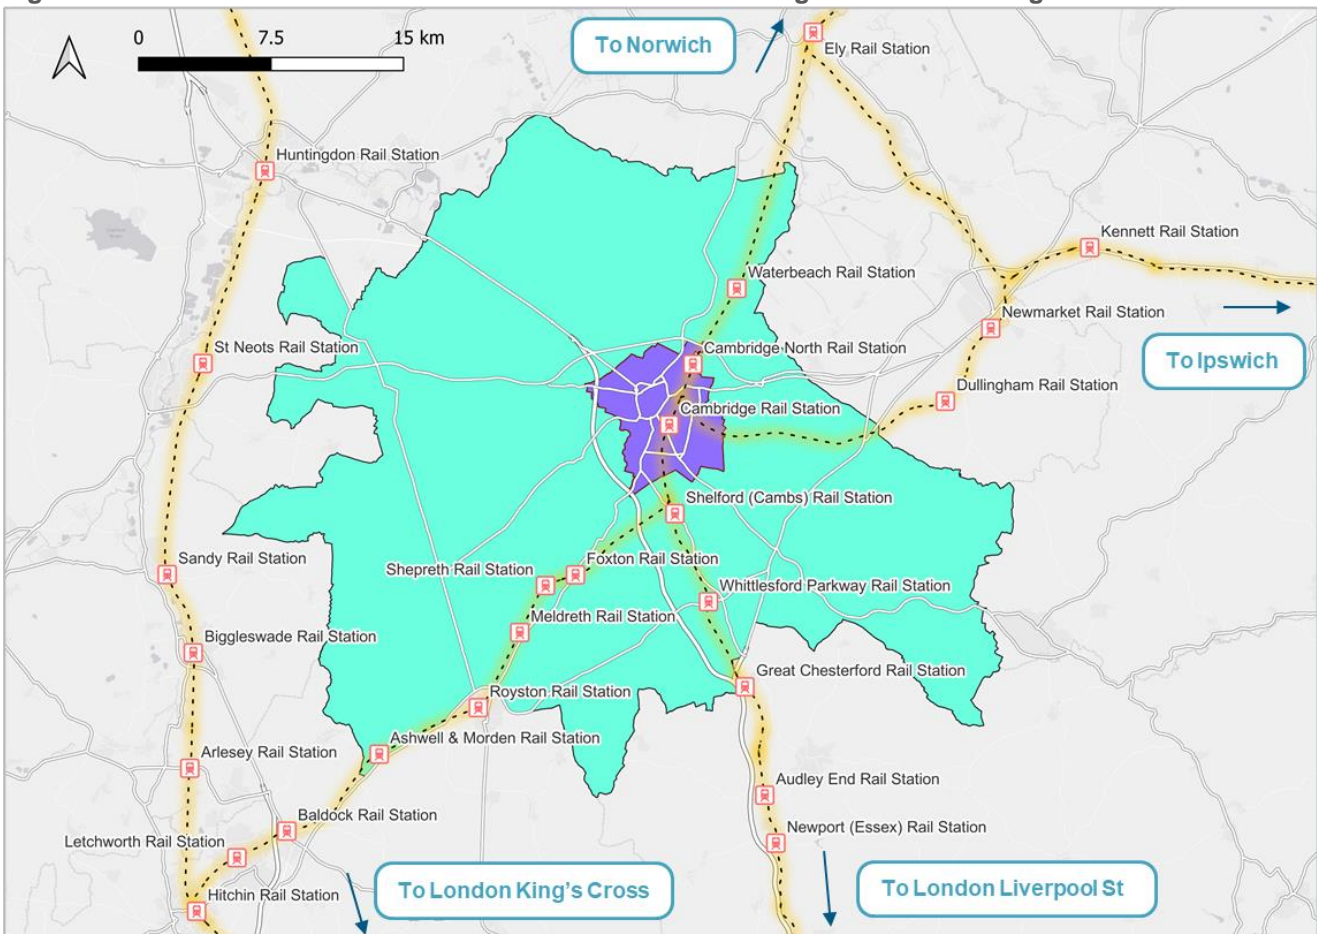 0 7.5 15 km
To Norwich
Ely Rail Station
Huntingdon Rail Station
Kennett Rail Station
Waterbeach Rail Station
Newmarket Rail Station
St Neots Rail Station
Cambridge North Rail Station
To Ipswich
Dullingham Rail Station
Cambridge Rail Station
Shelford (Cambs) Rail Station
Sandy Rail Station
Foxton Rail Station
Shepreth Rail Station
Whittlesford Parkway Rail Station
Meldreth Rail Station
Biggleswade Rail Station
Great Chesterford Rail Station
Royston Rail Station
Ashwell & Morden Rail Station
Arlesey Rail Station
Audley End Rail Station
Baldock Rail Station
Newport (Essex) Rail Station
Letchworth Rail Station
To London King's Cross
To London Liverpool St
Hitchin Rail Station